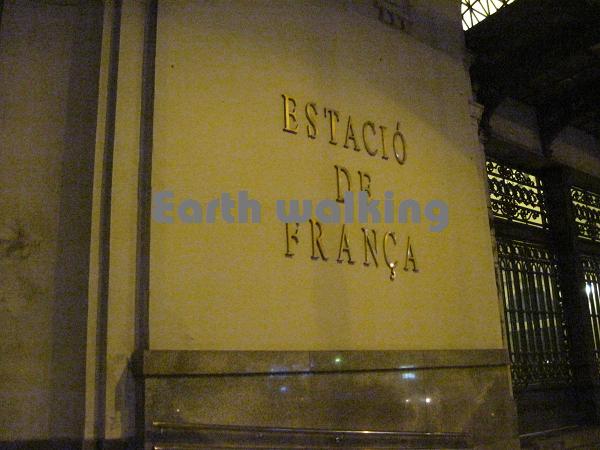 ESTACIÓ
DE
Earth walking
FRANÇA